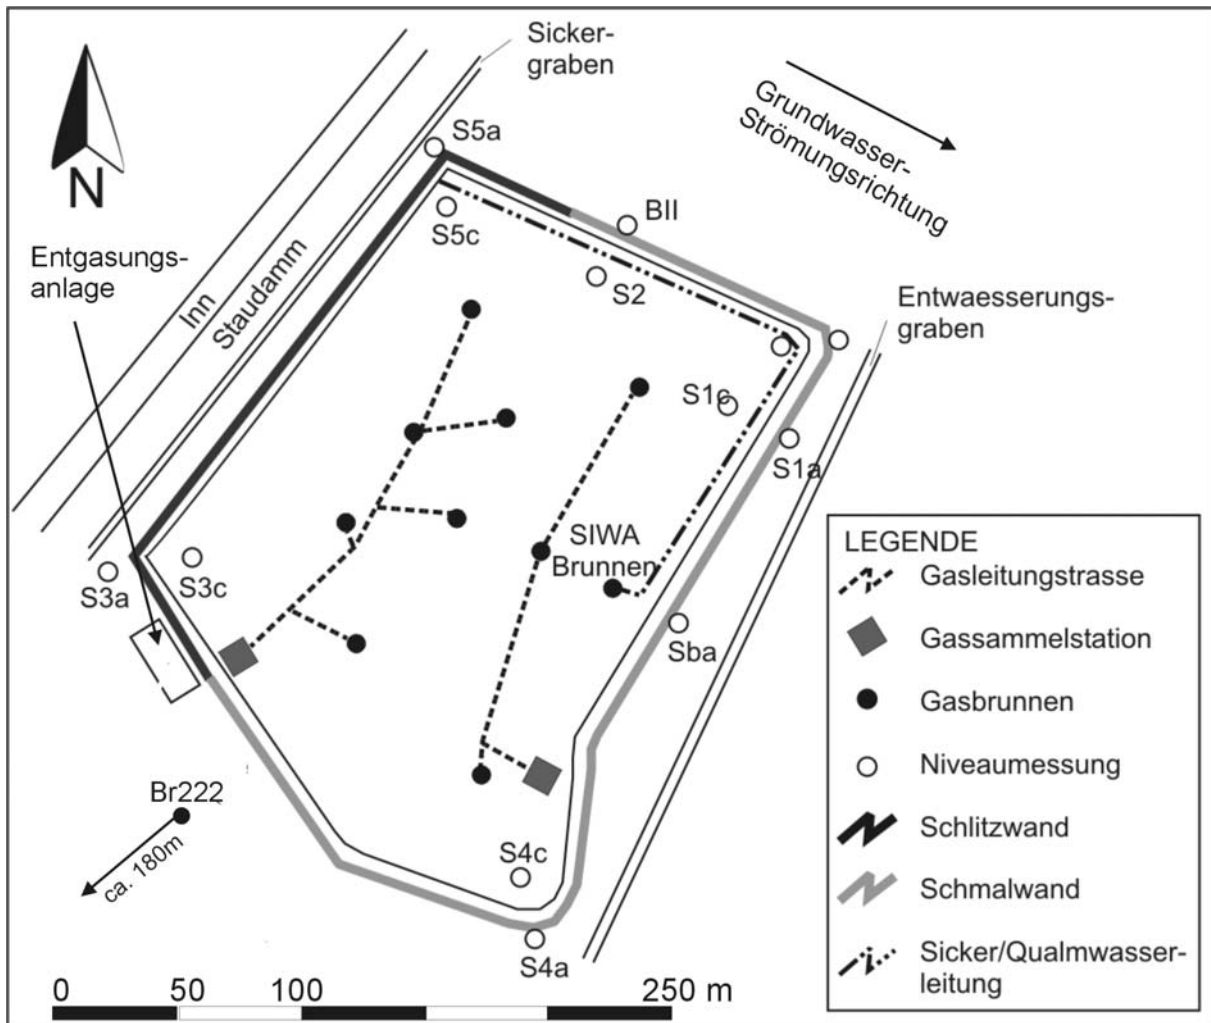 Sicker-
graben
S5a
Grundwasser-
Strömungsrichtung
N
BII
S5c
S2
Entgasungs-
anlage
Inn
Staudamm
Entwaesserungs-
graben
S1c
S1a
SIWA
Brunnen
S3a
S3c
Sba
Br222
ca. 180m
S4c
S4a
LEGENDE
Gasleitungstrasse
Gassammelstation
Gasbrunnen
Niveaumessung
Schlitzwand
Schmalwand
Sicker/Qualmwasser-
leitung
0 50 100 250 m